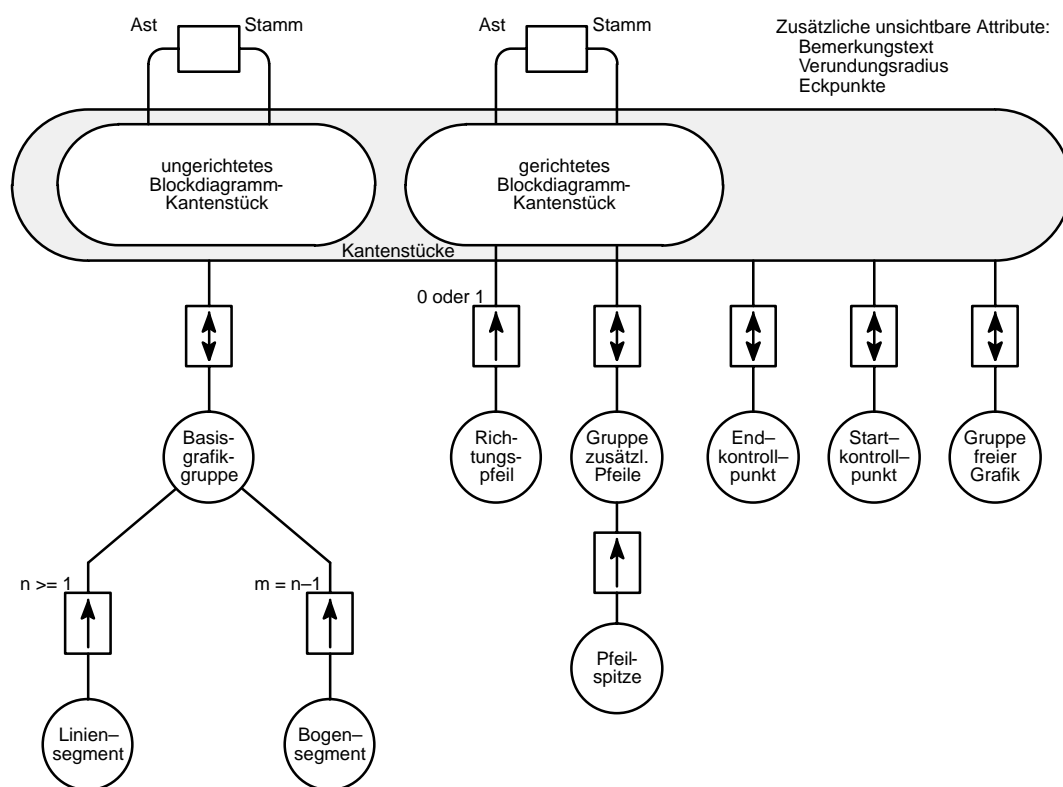 Ast
Stamm
Ast
Stamm
Zusätzliche unsichtbare Attribute:
Bemerkungstext
Verundungsradius
Eckpunkte
ungerichtetes
Blockdiagramm-
Kantenstück
gerichtetes
Blockdiagramm-
Kantenstück
Kantenstücke
0 oder 1
Basis-
grafik-
gruppe
Rich-
tungs-
pfeil
Gruppe
zusätzl.
Pfeile
End–
kontroll–
punkt
Start–
kontroll–
punkt
Gruppe
freier
Grafik
n >= 1
m = n–1
Pfeil-
spitze
Linien–
segment
Bogen–
segment